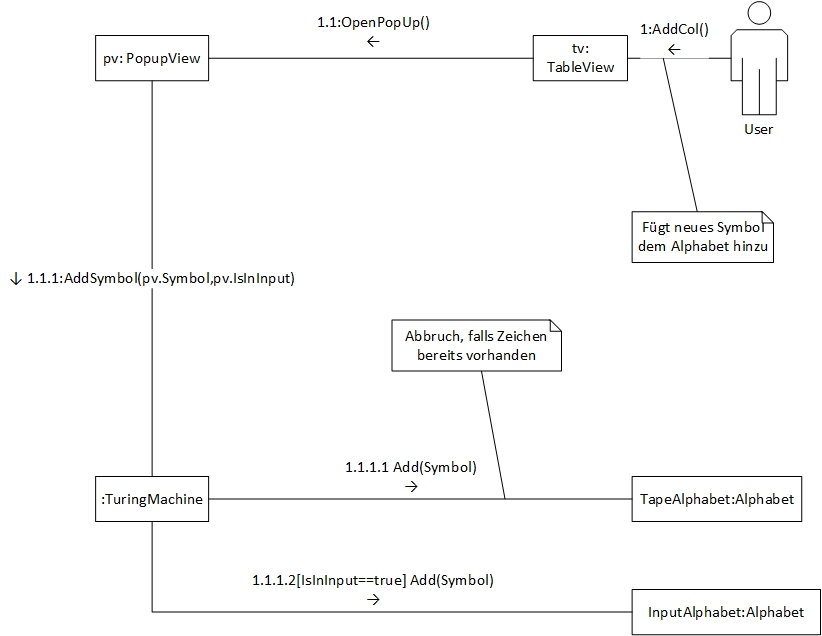 1.1:OpenPopUp()
1:AddCol()
←
←
pv: PopupView
tv:
TableView
User
Fügt neues Symbol
dem Alphabet hinzu
↓ 1.1.1:AddSymbol(pv.Symbol,pv.IsInInput)
Abbruch, falls Zeichen
bereits vorhanden
1.1.1.1 Add(Symbol)
→
:TuringMachine
TapeAlphabet:Alphabet
1.1.1.2[IsInInput==true] Add(Symbol)
→
InputAlphabet:Alphabet